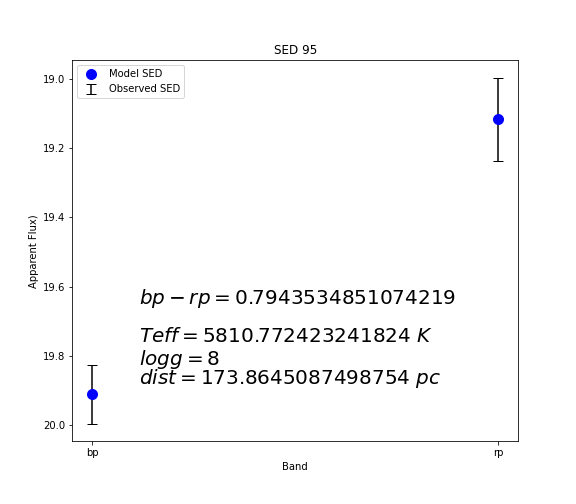 SED 95
Model SED
Observed SED
19.0
19.2
19.4
19.6
19.8
20.0
Apparent Flux)
bp − rp = 0.7943534851074219
Teff = 5810.772423241824 K
logg = 8
dist = 173.8645087498754 pc
bp
rp
Band